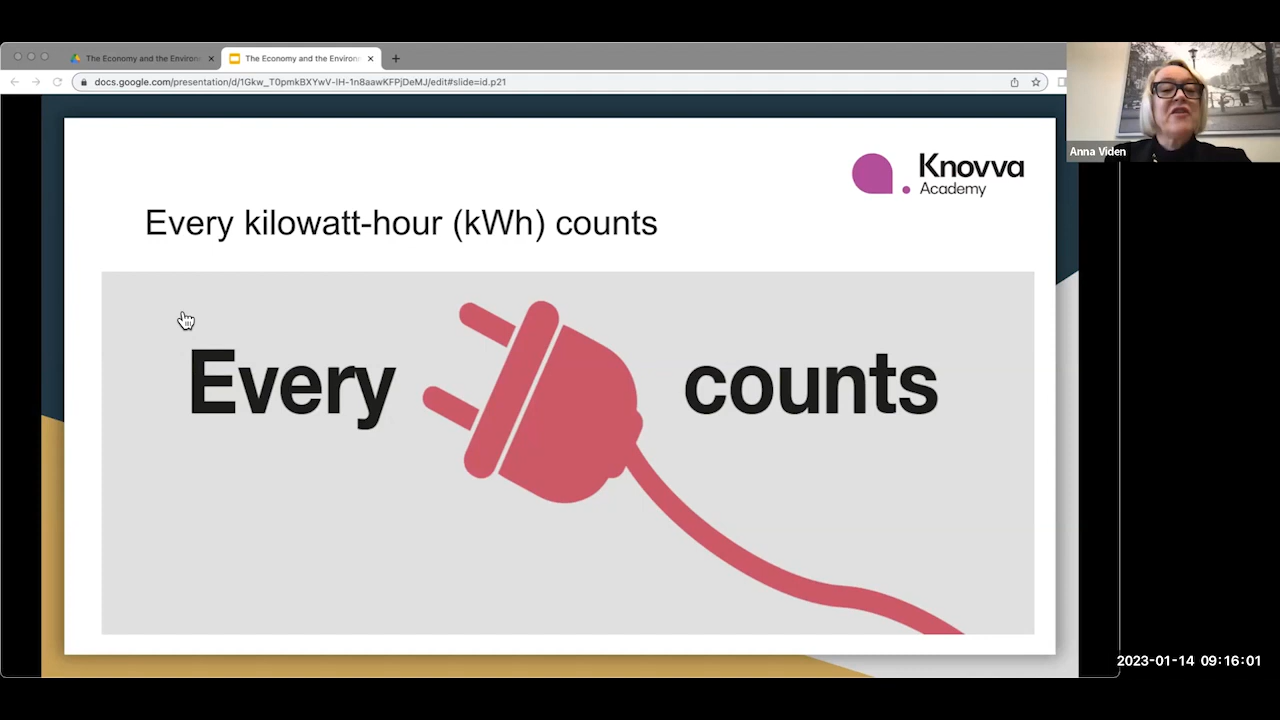 The Economy and the Environ
The Economy and the Environ
docs.google.com/presentation/d/1Gkw_T0pmkBXYwV-IH-1n8aawKFPjDeMJ/edit#slide=id.p21
Anna Viden
Knovva
Academy
Every kilowatt-hour (kWh) counts
Every counts
2023-01-14 09:16:01